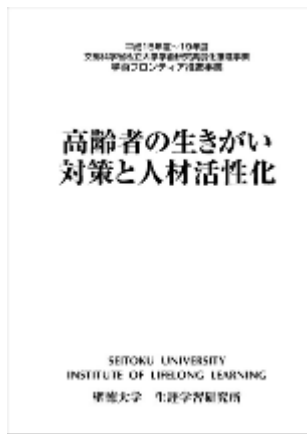 平成15年度〜19年度
文部科学省私立大学学術研究高度化推進事業
学術フロンティア推進事業
高齢者の生きがい
対策と人材活性化
SEITOKU UNIVERSITY
INSTITUTE OF LIFELONG LEARNING
聖徳大学 生涯学習研究所